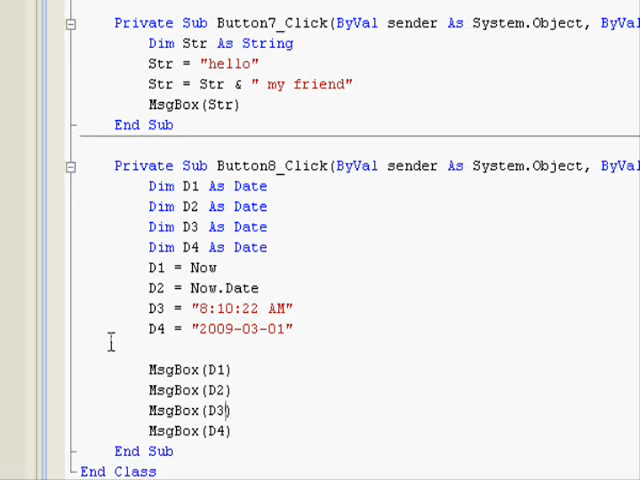 Private Sub Button7_Click(ByVal sender As System.Object, ByVal
Dim Str As String
Str = "hello"
Str = Str & " my friend"
MsgBox(Str)
End Sub
Private Sub Button8_Click(ByVal sender As System.Object, ByVal
Dim D1 As Date
Dim D2 As Date
Dim D3 As Date
Dim D4 As Date
D1 = Now
D2 = Now.Date
D3 = "8:10:22 AM"
D4 = "2009-03-01"
MsgBox(D1)
MsgBox(D2)
MsgBox(D3)
MsgBox(D4)
End Sub
End Class